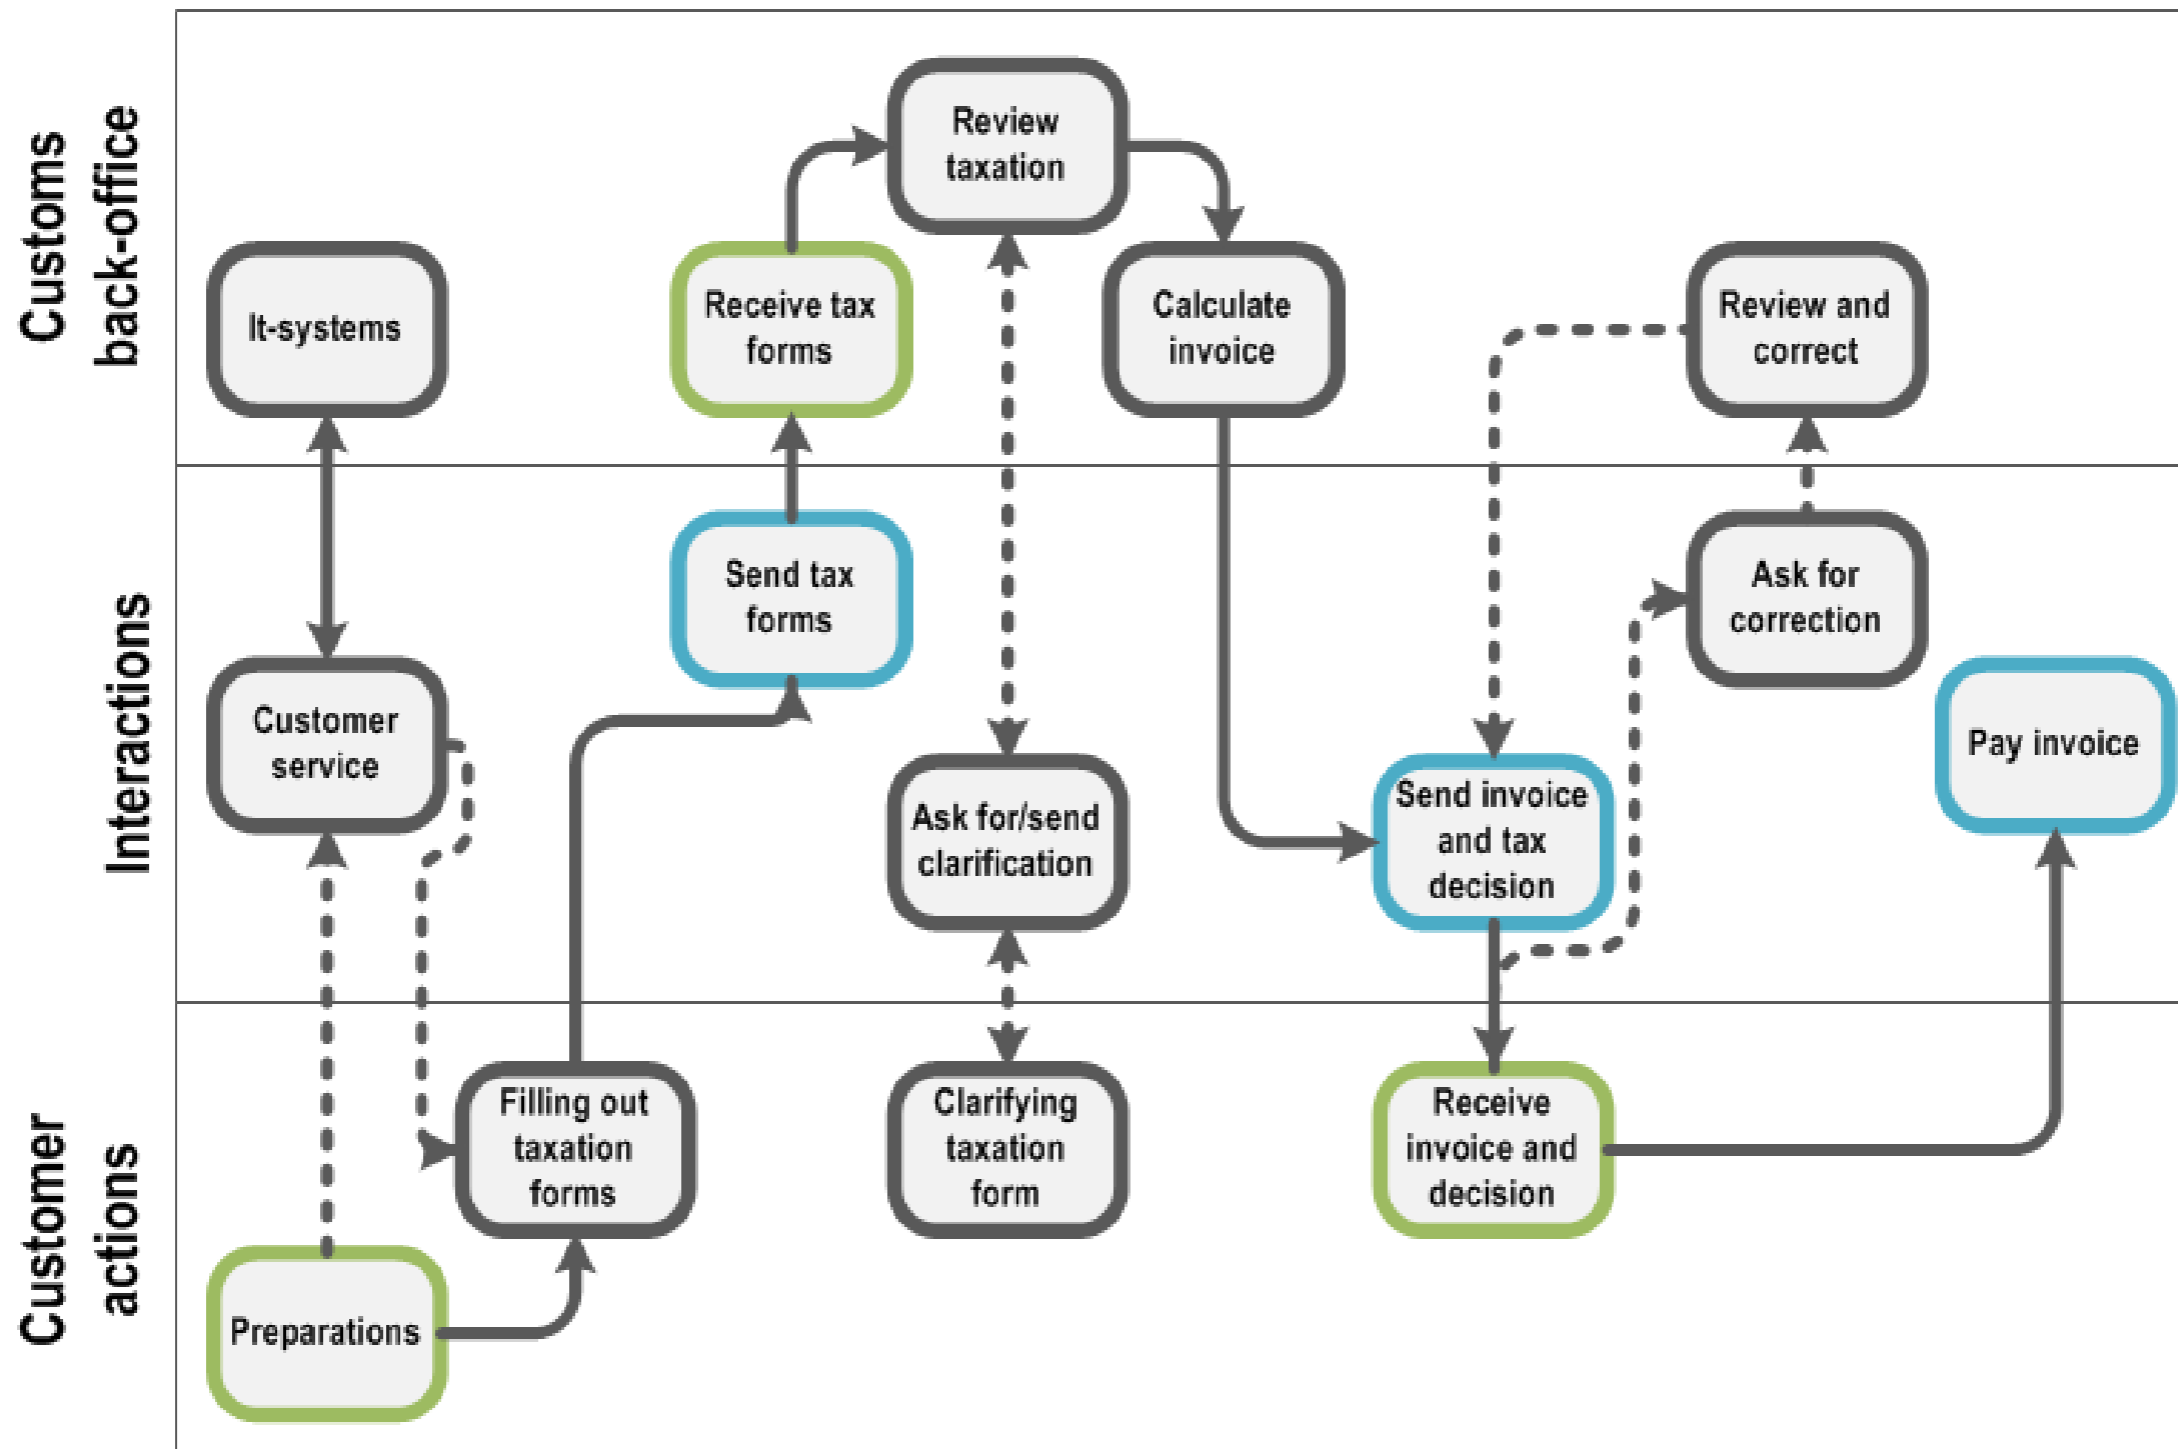 Customs
back-office
Review
taxation
It-systems
Receive tax
forms
Calculate
invoice
Review and
correct
Interactions
Send tax
forms
Ask for
correction
Customer
service
Pay invoice
Ask for/send
clarification
Send invoice
and tax
decision
Customer
actions
Filling out
taxation
forms
Clarifying
taxation
form
Receive
invoice and
decision
Preparations